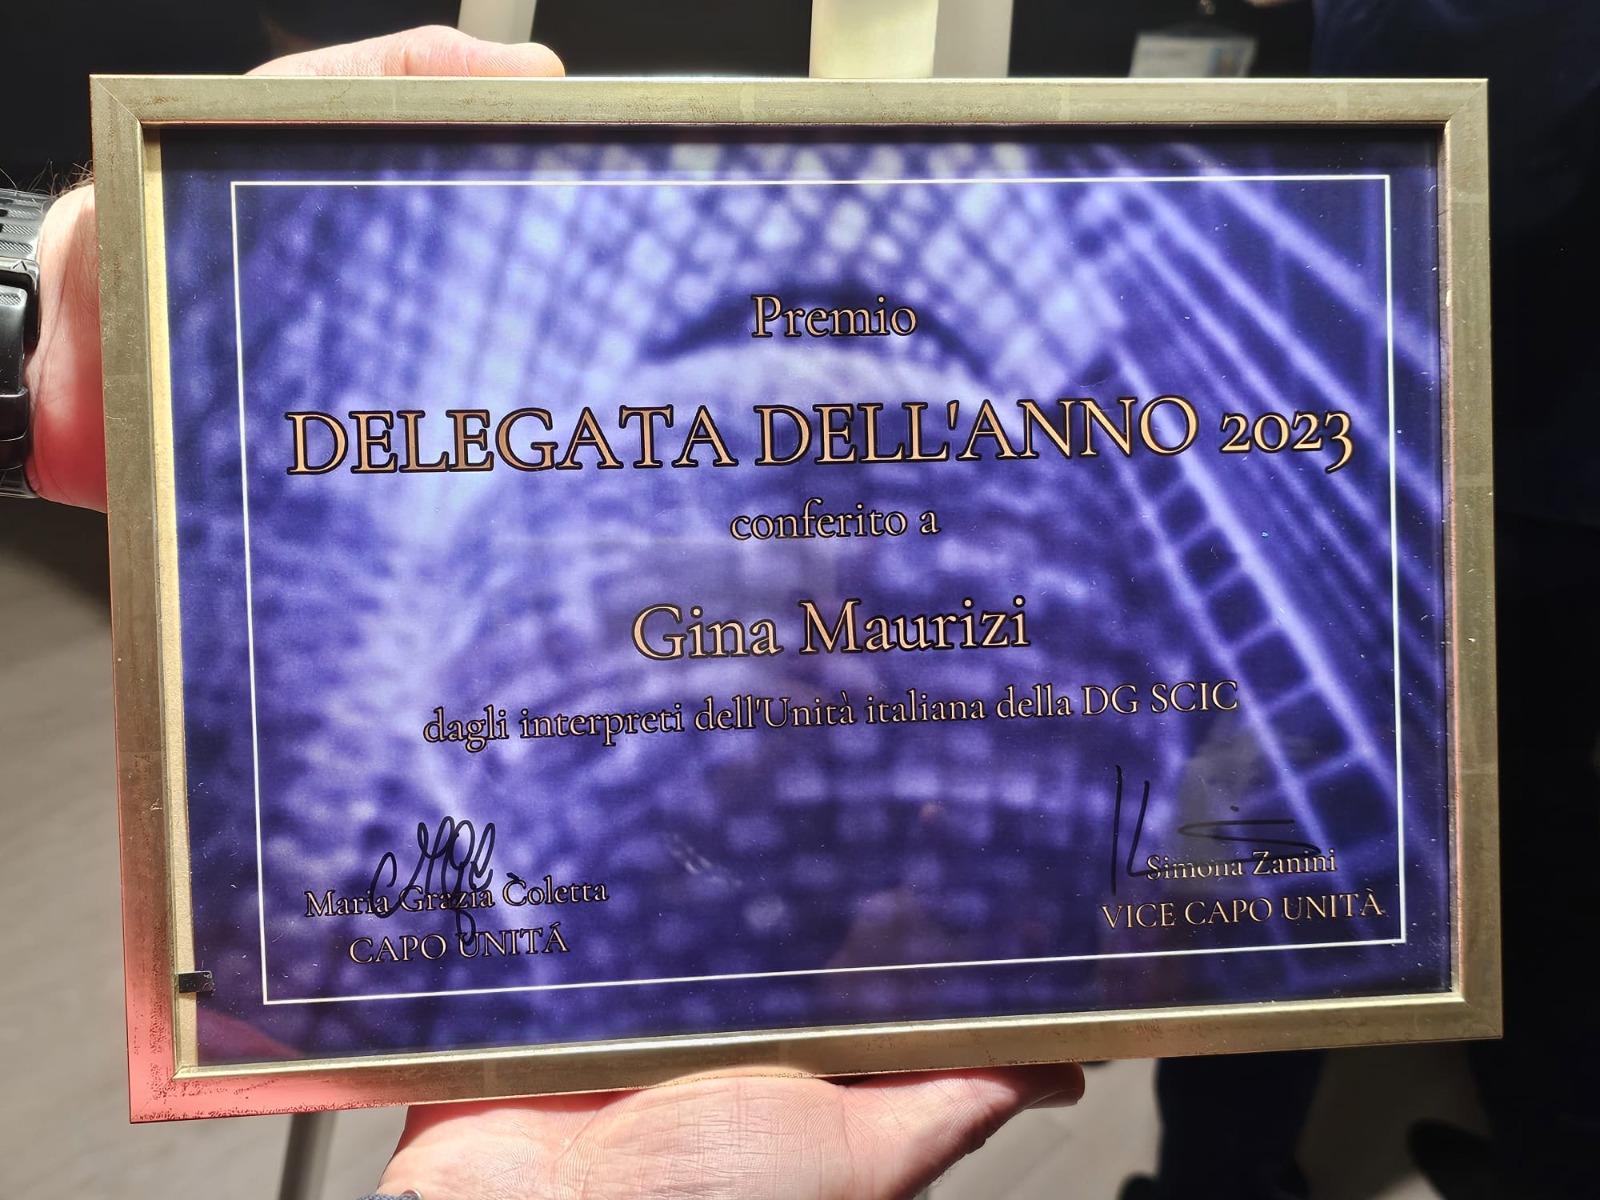 Premio
DELEGATA DELL'ANNO 2023
conferito a
Gina Maurizi
dagli interpreti dell'Unità italiana della DG SCIC
Maria Grazia Coletta
CAPO UNITÁ
Simona Zanini
VICE CAPO UNITÀ